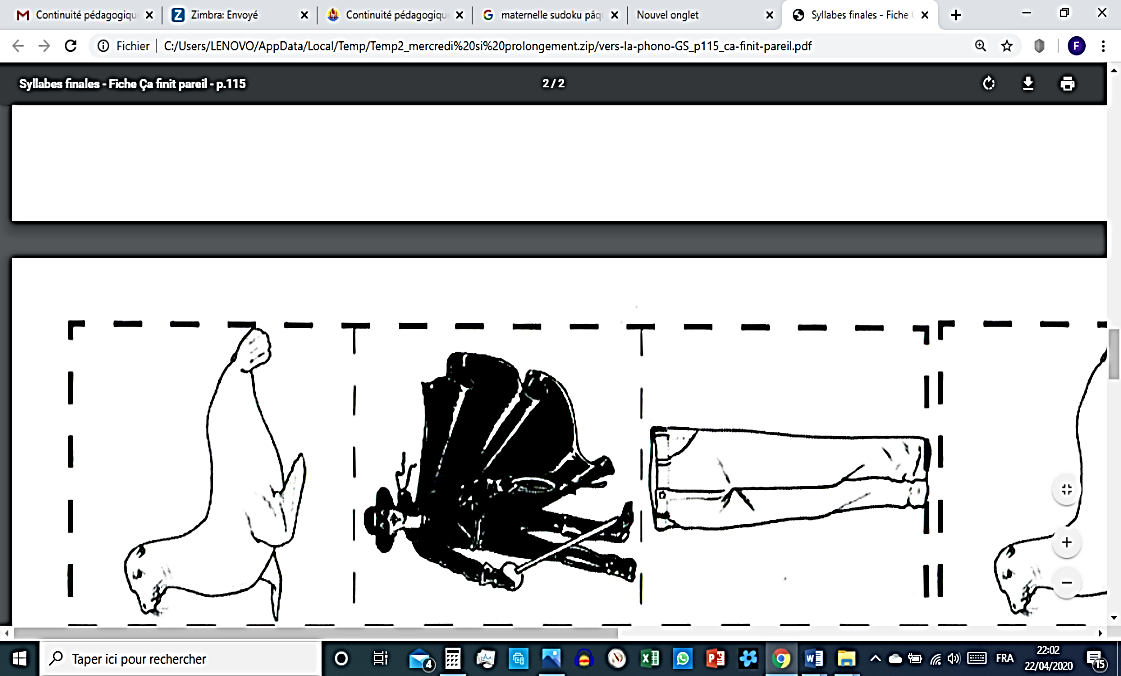 Continuité pédagogiqu
Zimbra: Envoyé
Continuité pédagogiqu
maternelle sudoku pâq
Nouvel onglet
Syllabes finales - Fiche
Fichier
C:/Users/LENOVO/AppData/Local/Temp/Temp2_mercredi%20si%20prolongement.zip/vers-la-phono-GS_p115_ca-finit-pareil.pdf
F
Syllabes finales - Fiche Ça finit pareil - p.115
2 / 2
Taper ici pour rechercher
4
FRA
22:02
22/04/2020
15